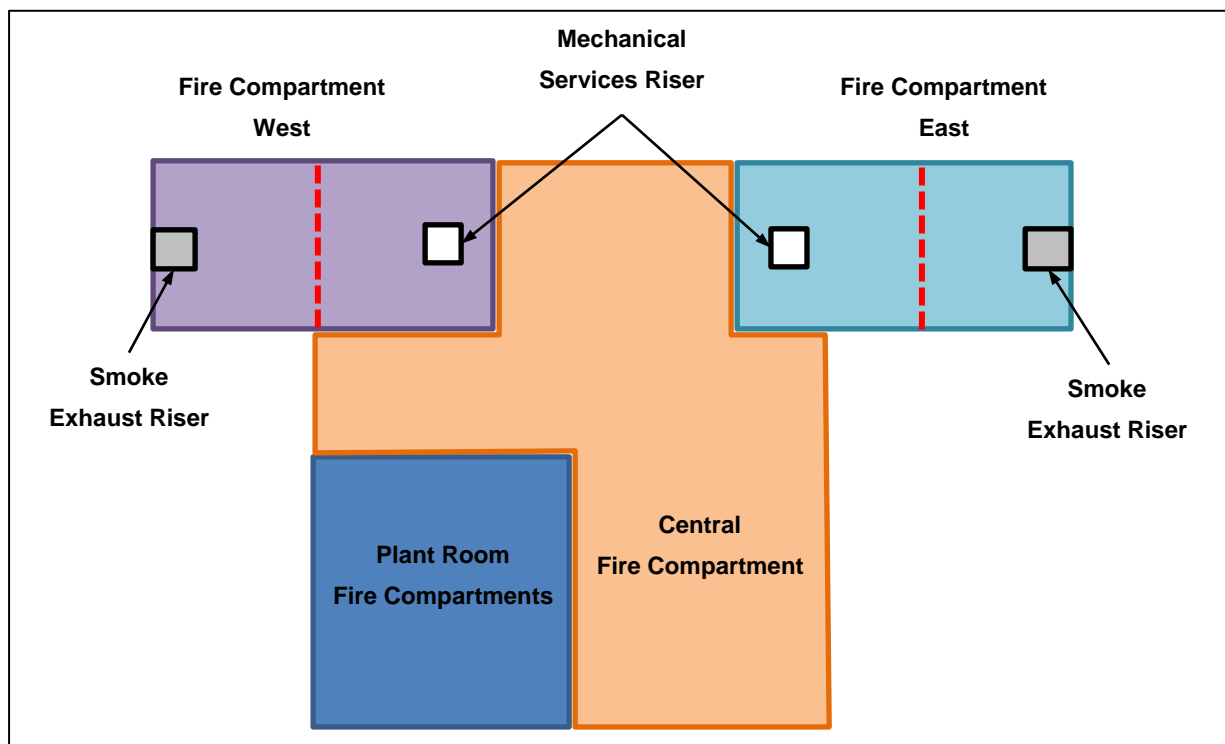 Mechanical
Services Riser
Fire Compartment
West
Fire Compartment
East
Smoke
Exhaust Riser
Smoke
Exhaust Riser
Central
Fire Compartment
Plant Room
Fire Compartments